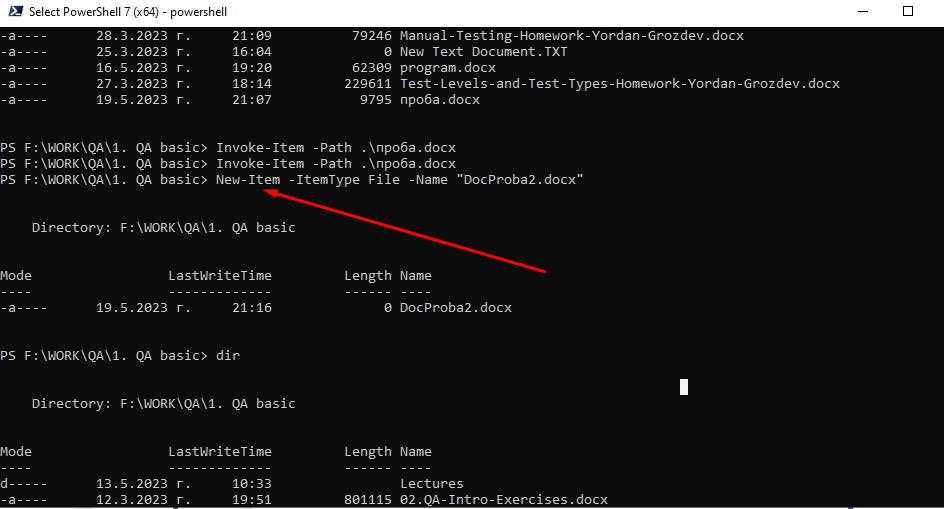 Select PowerShell 7 (x64) - powershell
-a---- 28.3.2023 г. 21:09 79246 Manual-Testing-Homework-Yordan-Grozdev.docx
-a---- 25.3.2023 г. 16:04 0 New Text Document.TXT
-a---- 16.5.2023 г. 19:20 62309 program.docx
-a---- 27.3.2023 г. 18:14 229611 Test-Levels-and-Test-Types-Homework-Yordan-Grozdev.docx
-a---- 19.5.2023 г. 21:07 9795 проба.docx
PS F:\WORK\QA\1. QA basic> Invoke-Item -Path .\проба.docx
PS F:\WORK\QA\1. QA basic> Invoke-Item -Path .\проба.docx
PS F:\WORK\QA\1. QA basic> New-Item -ItemType File -Name "DocProba2.docx"
Directory: F:\WORK\QA\1. QA basic
Mode LastWriteTime Length Name
---- ------------- ------ ----
-a---- 19.5.2023 г. 21:16 0 DocProba2.docx
PS F:\WORK\QA\1. QA basic> dir
Directory: F:\WORK\QA\1. QA basic
Mode LastWriteTime Length Name
---- ------------- ------ ----
d----- 13.5.2023 г. 10:33 Lectures
-a---- 12.3.2023 г. 19:51 801115 02.QA-Intro-Exercises.docx